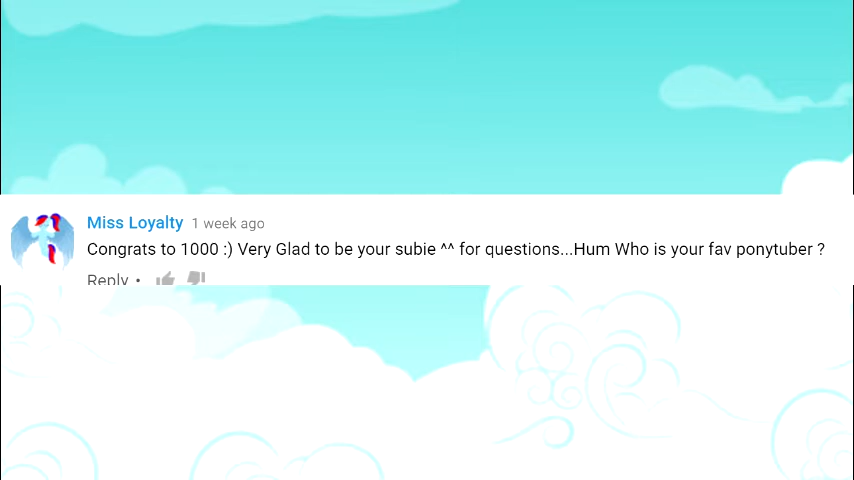 Miss Loyalty 1 week ago
Congrats to 1000 :) Very Glad to be your subie ^^ for questions...Hum Who is your fav ponytuber ?
Reply •